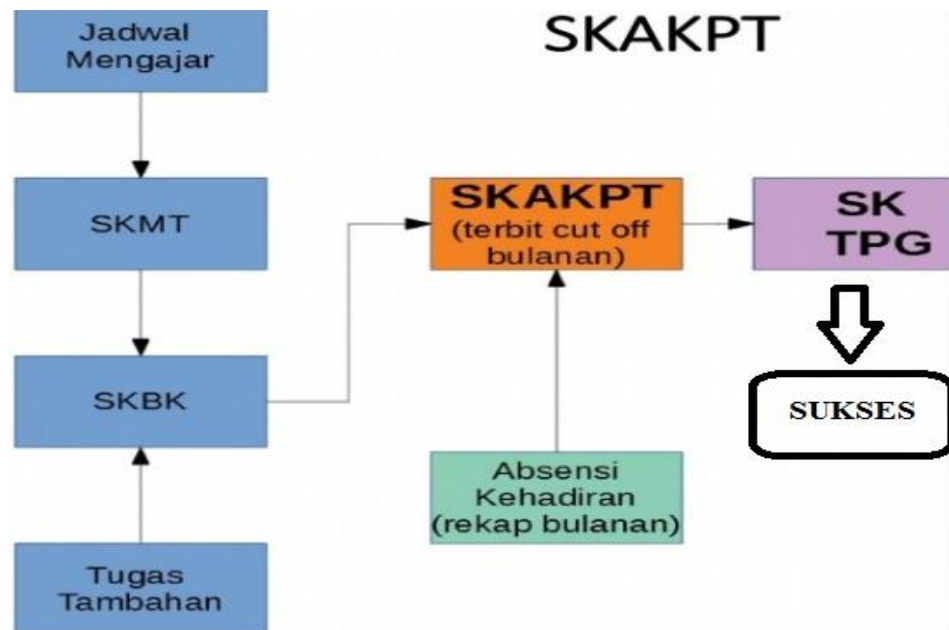 SKAKPT
Jadwal
Mengajar
SKMT
SKBK
Tugas
Tambahan
SKAKPT
(terbit cut off
bulanan)
Absensi
Kehadiran
(rekap bulanan)
SK
TPG
SUKSES